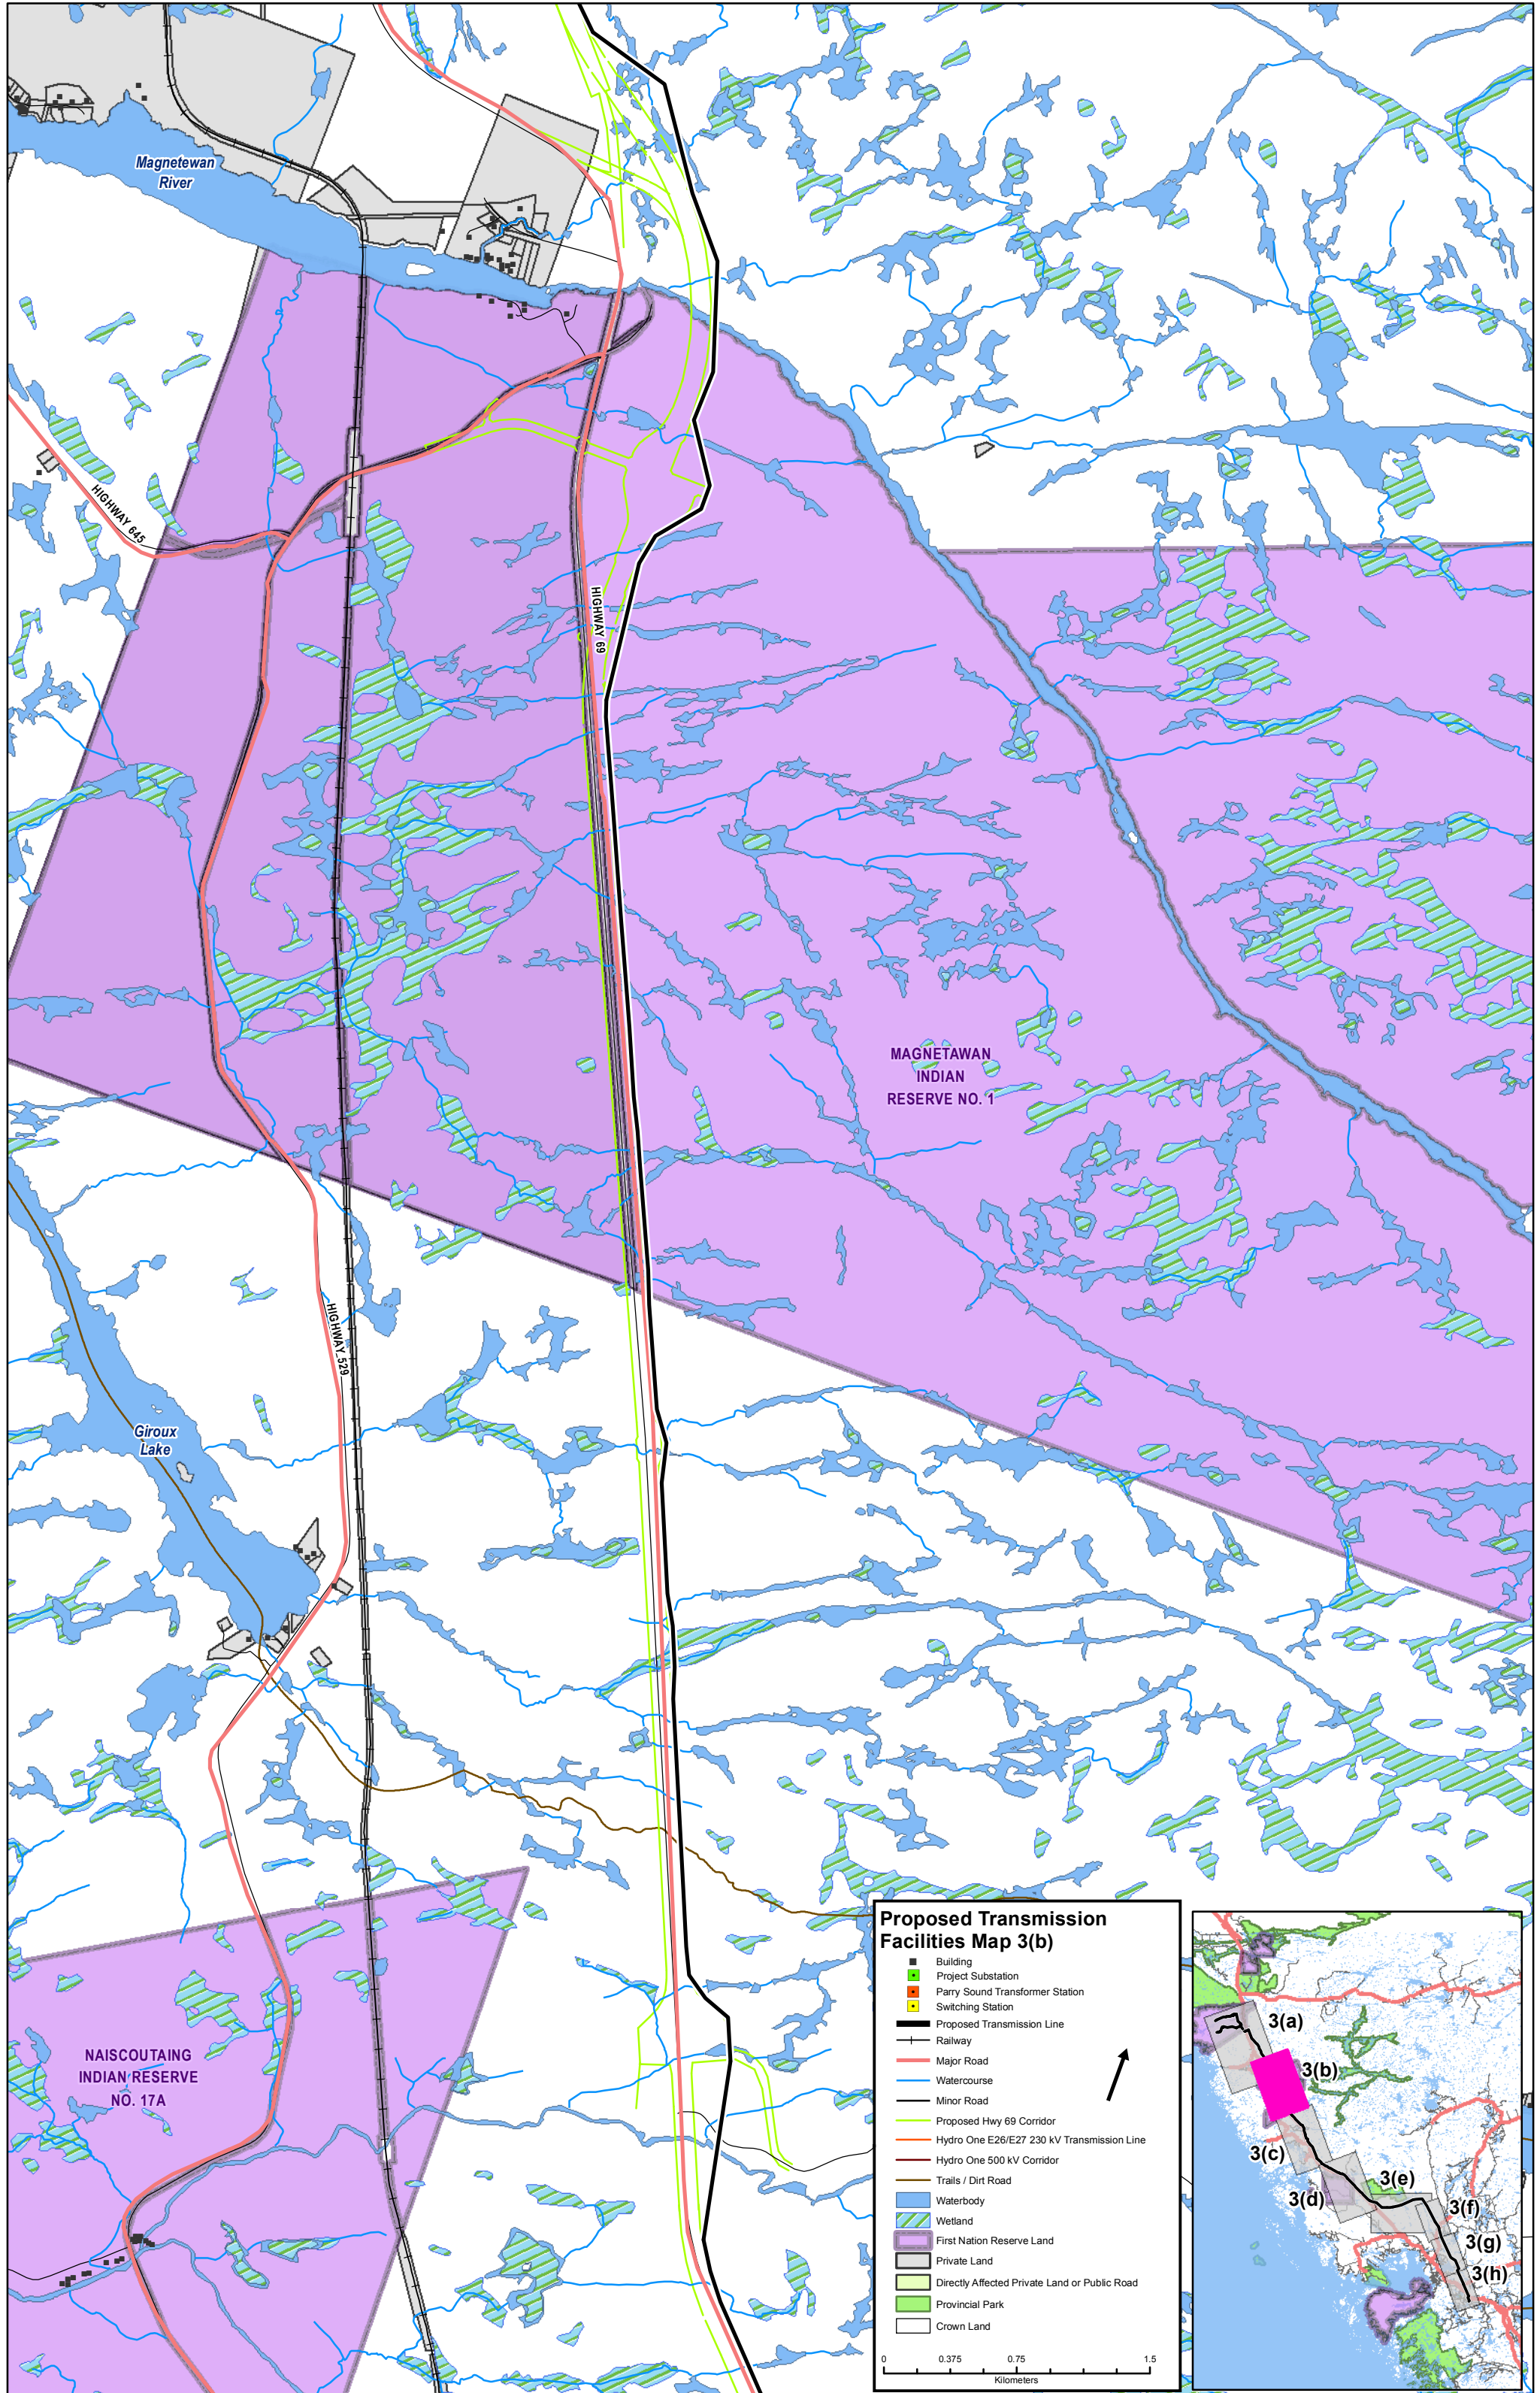 Magnetewan
River
HIGHWAY 645
HIGHWAY 69
MAGNETAWAN
INDIAN
RESERVE NO. 1
HIGHWAY 529
Giroux
Lake
NAISCOUTAING
INDIAN RESERVE
NO. 17A
Proposed Transmission
Facilities Map 3(b)
Building
Project Substation
Parry Sound Transformer Station
Switching Station
Proposed Transmission Line
Railway
Major Road
Watercourse
Minor Road
Proposed Hwy 69 Corridor
Hydro One E26/E27 230 kV Transmission Line
Hydro One 500 kV Corridor
Trails / Dirt Road
Waterbody
Wetland
First Nation Reserve Land
Private Land
Directly Affected Private Land or Public Road
Provincial Park
Crown Land
0 0.375 0.75 1.5
Kilometers
3(a)
3(b)
3(c)
3(d)
3(e)
3(f)
3(g)
3(h)